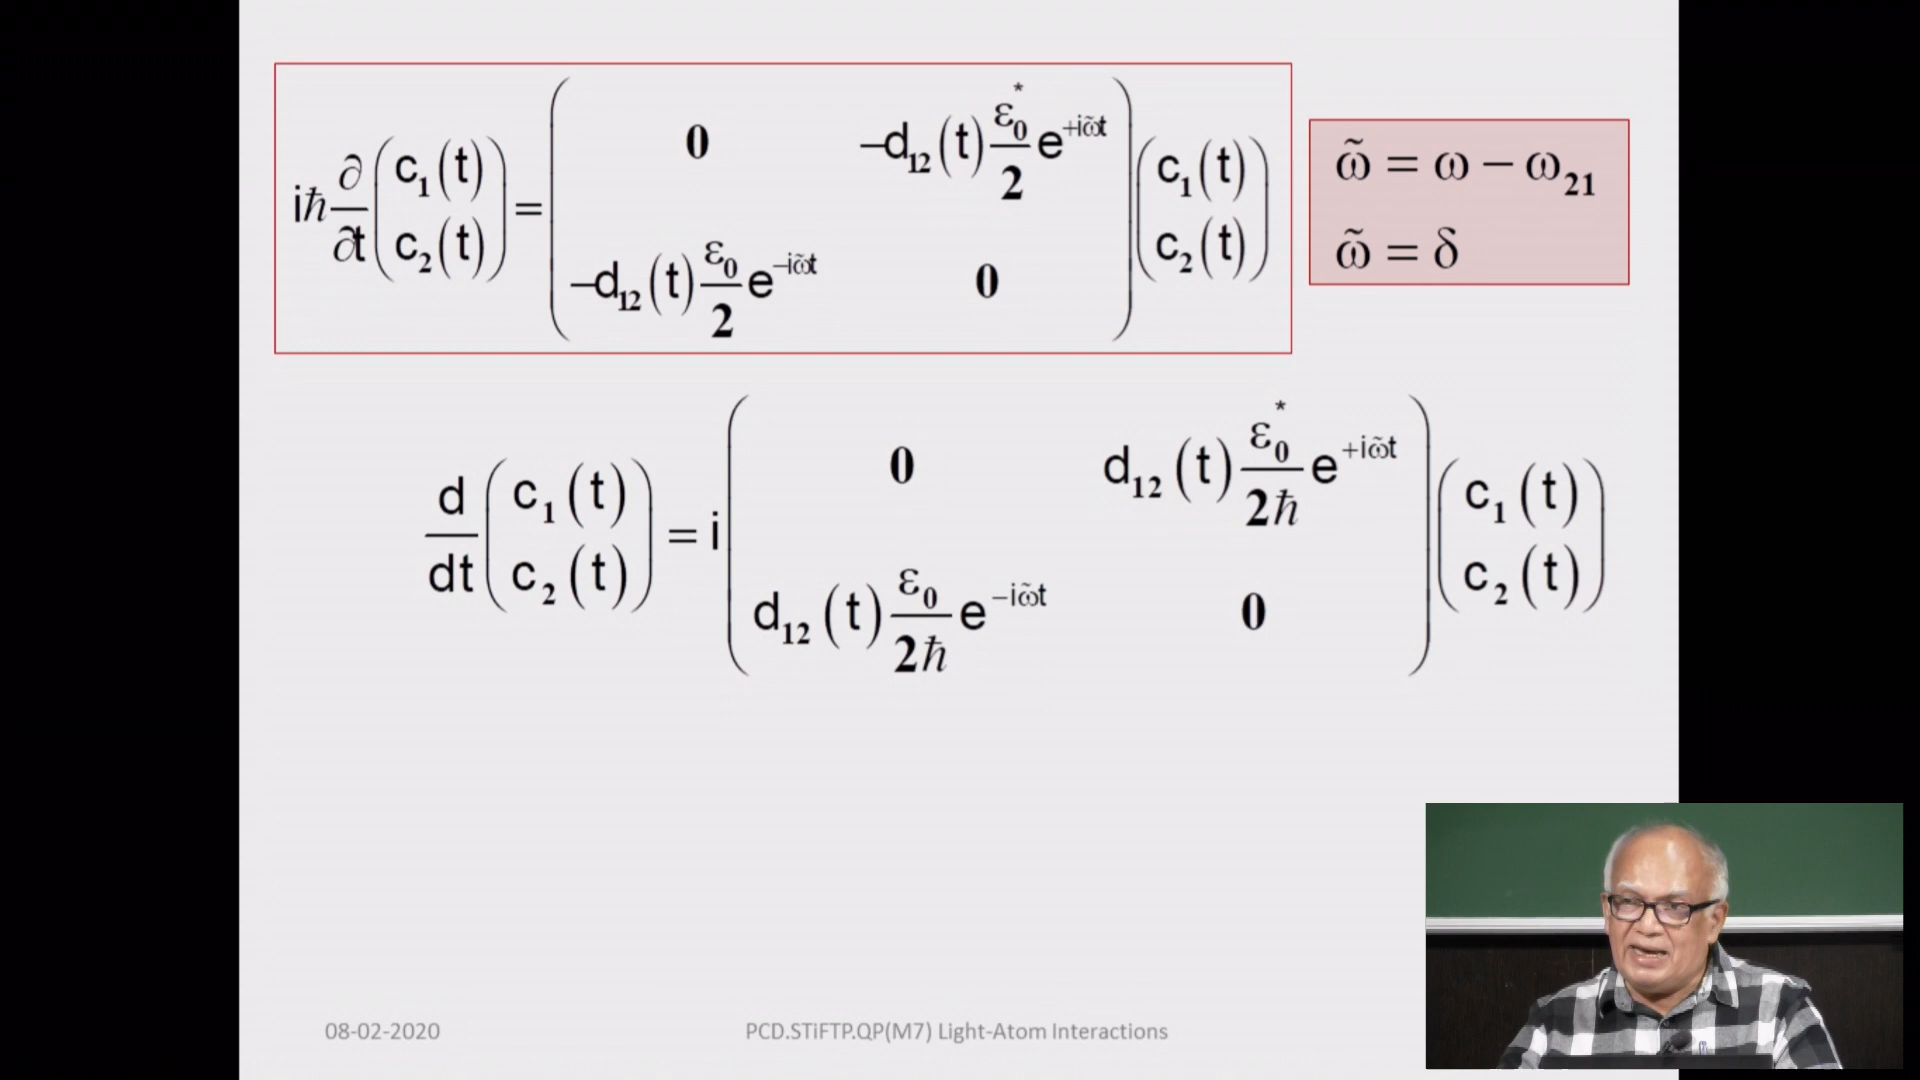 iħ ∂/∂t ( c₁(t) c₂(t) ) = ( 0 −d₁₂(t) ε₀*/2 e^{+iω̃t} −d₁₂(t) ε₀/2 e^{−iω̃t} 0 ) ( c₁(t) c₂(t) )
ω̃ = ω − ω₂₁
ω̃ = δ
d/dt ( c₁(t) c₂(t) ) = i ( 0 d₁₂(t) ε₀*/2ħ e^{+iω̃t} d₁₂(t) ε₀/2ħ e^{−iω̃t} 0 ) ( c₁(t) c₂(t) )
08-02-2020
PCD.STiFTP.QP(M7) Light-Atom Interactions